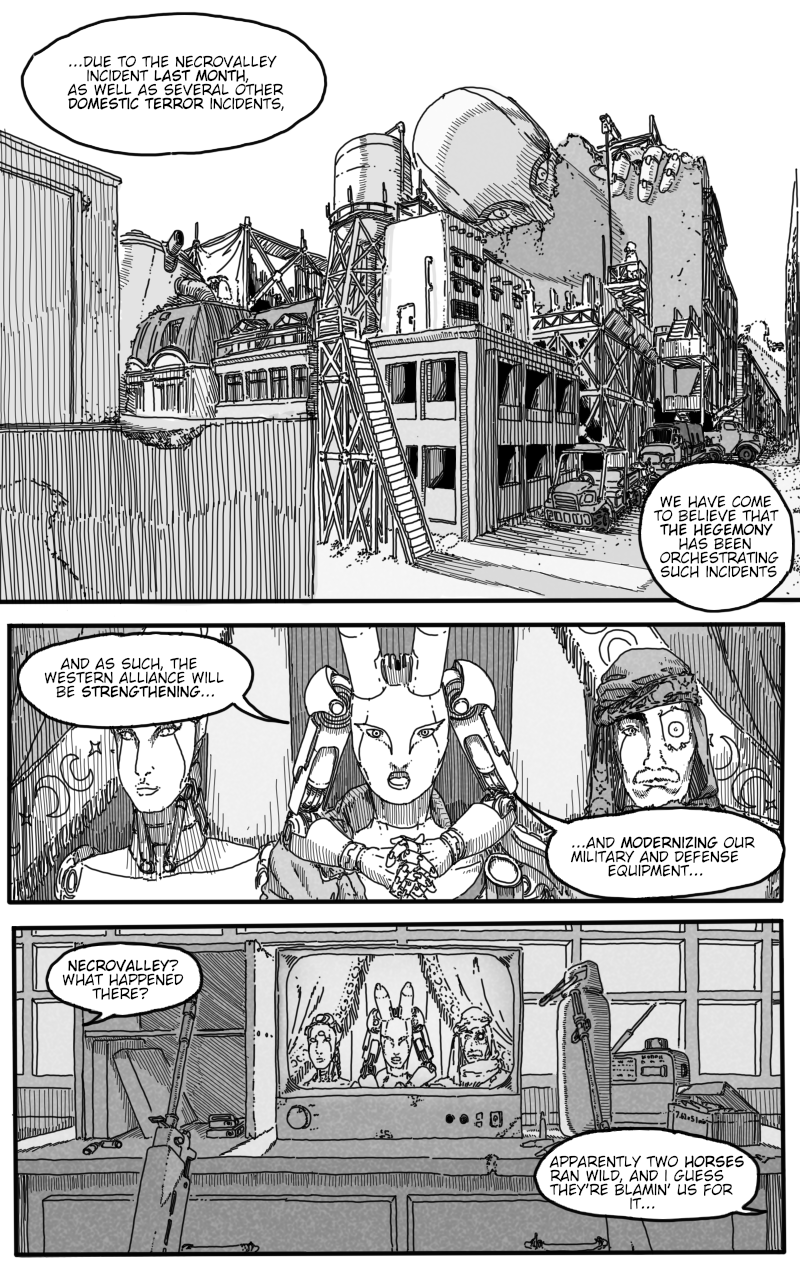 ...DUE TO THE NECROVALLEY
INCIDENT LAST MONTH,
AS WELL AS SEVERAL OTHER
DOMESTIC TERROR INCIDENTS,
WE HAVE COME
TO BELIEVE THAT
THE HEGEMONY
HAS BEEN
ORCHESTRATING
SUCH INCIDENTS
AND AS SUCH, THE
WESTERN ALLIANCE WILL
BE STRENGTHENING...
...AND MODERNIZING OUR
MILITARY AND DEFENSE
EQUIPMENT...
NECROVALLEY?
WHAT HAPPENED
THERE?
7.62x51mm
APPARENTLY TWO HORSES
RAN WILD, AND I GUESS
THEY'RE BLAMIN' US FOR
IT...